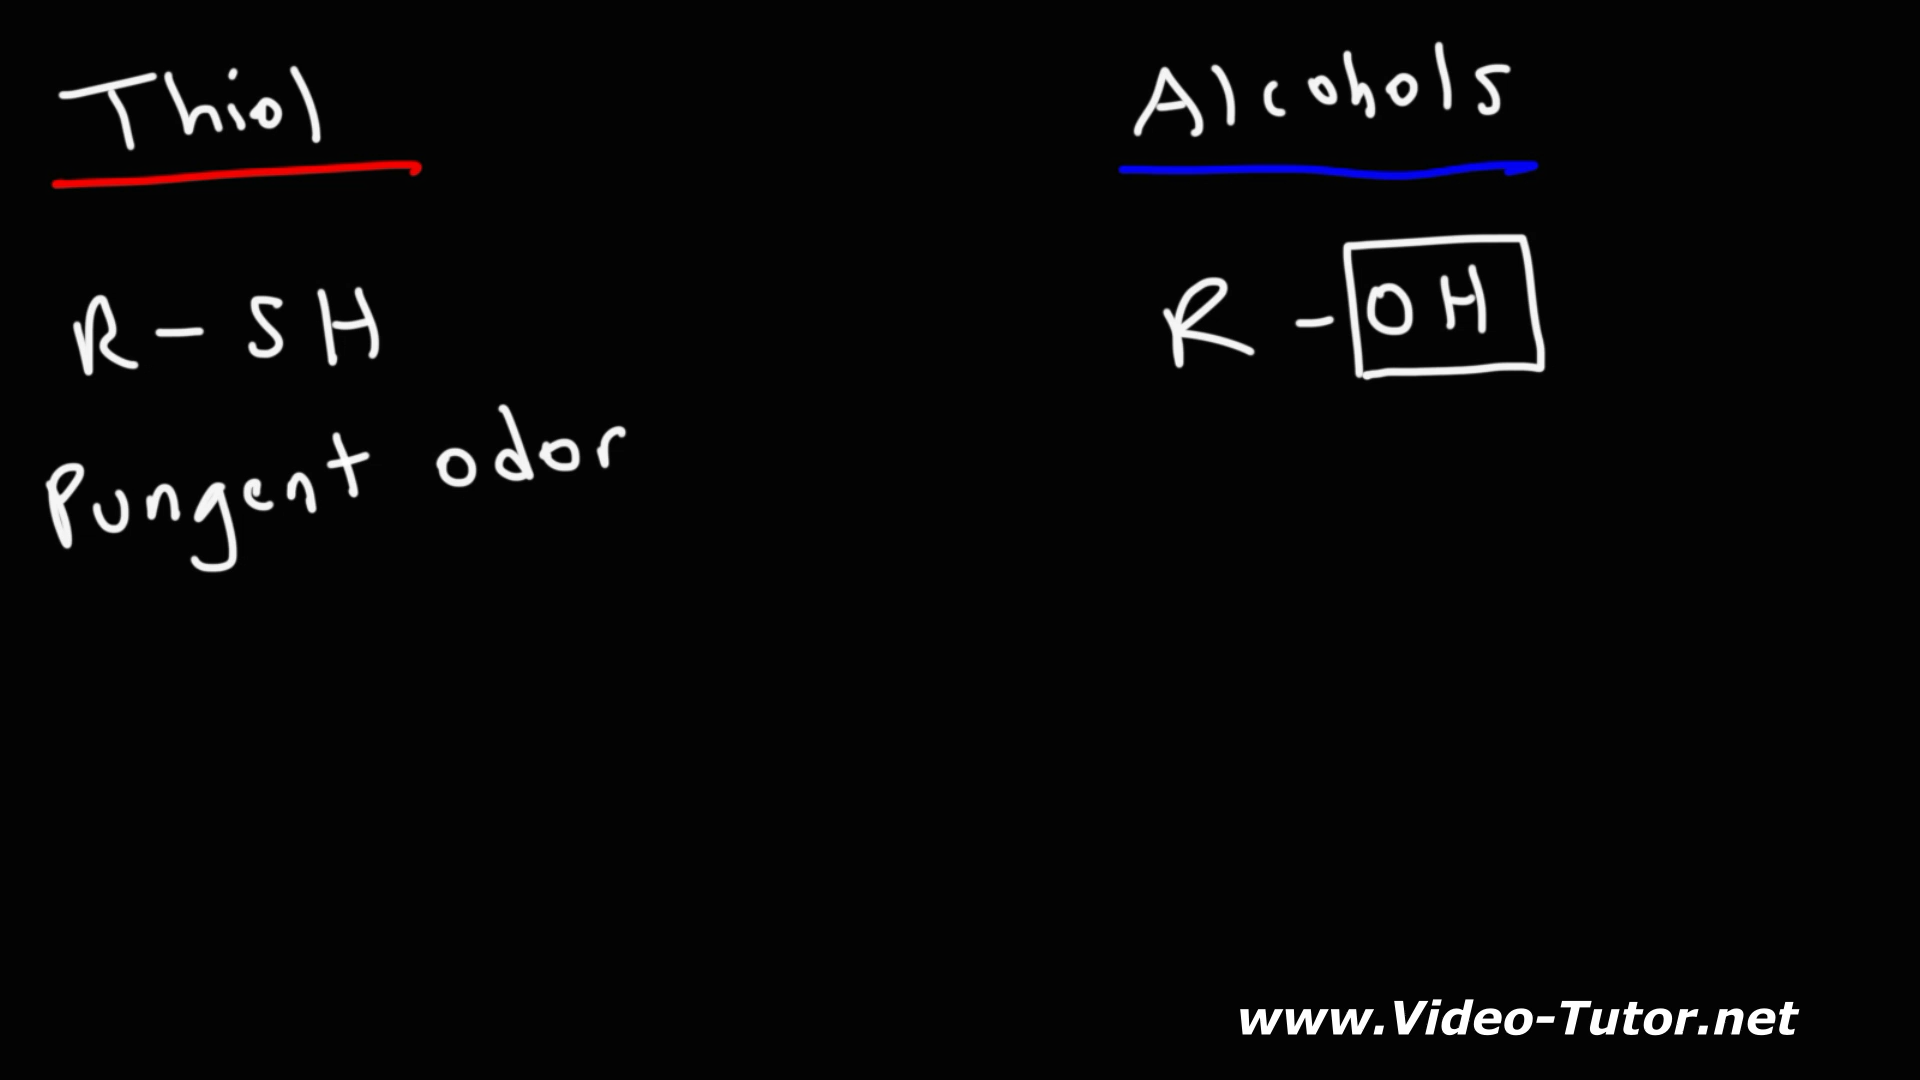 Thiol
R - SH
Pungent odor
Alcohols
R - OH
www.Video-Tutor.net